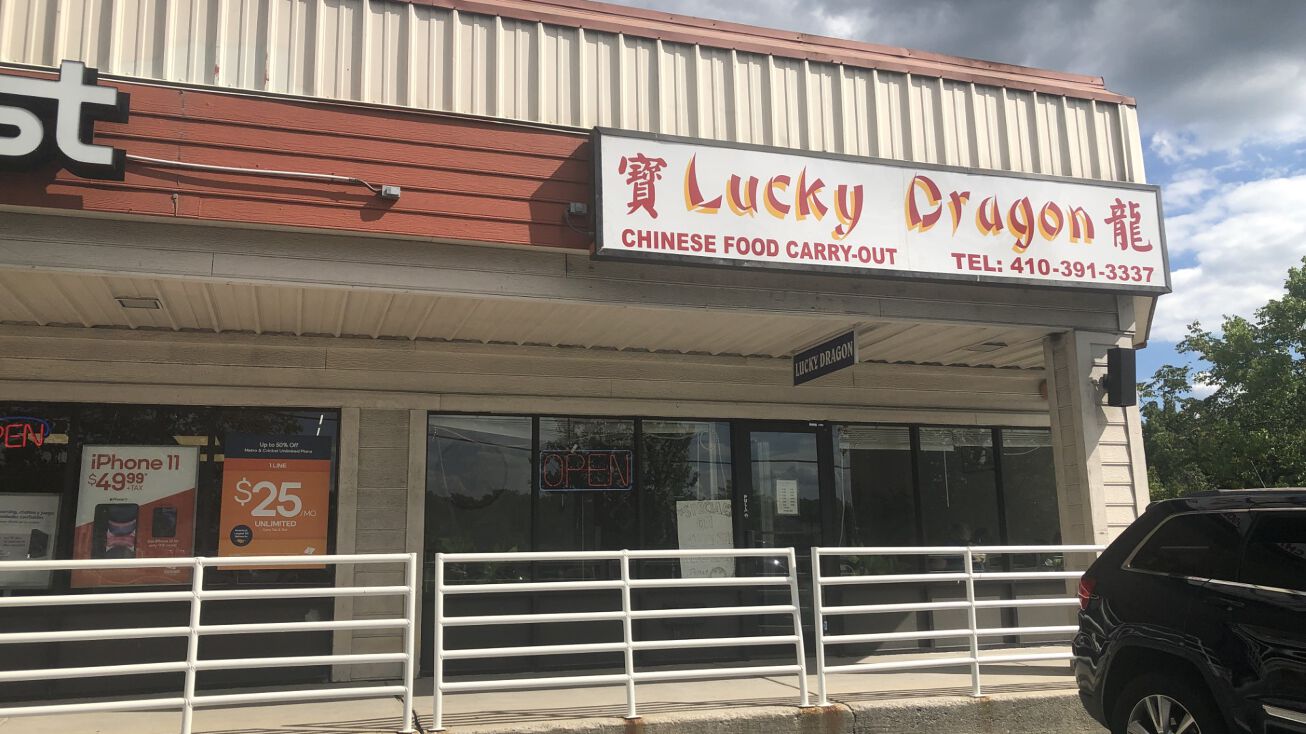 st
寶 Lucky Dragon 龍
CHINESE FOOD CARRY-OUT
TEL: 410-391-3337
LUCKY DRAGON
OPEN
iPhone 11
$49.99*
+TAX
Up to 50% Off
1 LINE
$25/MO
UNLIMITED
OPEN